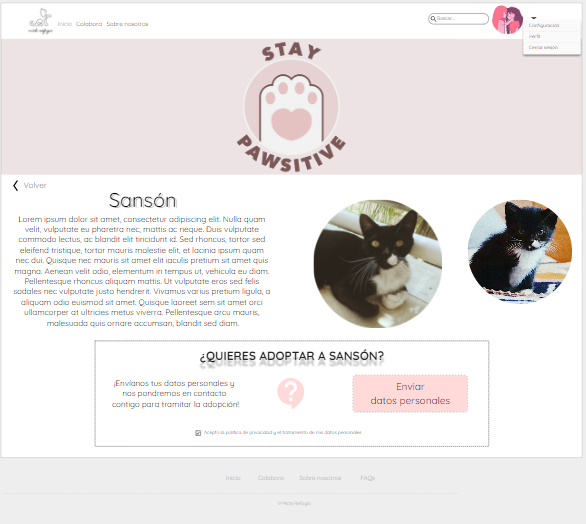 Inicio Colabora Sobre nosotros
Buscar...
Configuración
Perfil
Cerrar sesión
STAY
PAWSITIVE
Volver
Sansón
Lorem ipsum dolor sit amet, consectetur adipiscing elit. Nulla quam
velit, vulputate eu pharetra nec, mattis ac neque. Duis vulputate
commodo lectus, ac blandit elit tincidunt id. Sed rhoncus, tortor sed
eleifend tristique, tortor mauris molestie elit, et lacinia ipsum quam
nec dui. Quisque nec mauris sit amet elit iaculis pretium sit amet quis
magna. Aenean velit odio, elementum in tempus ut, vehicula eu diam.
Pellentesque rhoncus aliquam mattis. Ut vulputate eros sed felis
sodales nec vulputate justo hendrerit. Vivamus varius pretium ligula, a
aliquam odio euismod sit amet. Quisque laoreet sem sit amet orci
ullamcorper at ultricies metus viverra. Pellentesque arcu mauris,
malesuada quis ornare accumsan, blandit sed diam.
¿QUIERES ADOPTAR A SANSÓN?
¡Envíanos tus datos personales y
nos pondremos en contacto
contigo para tramitar la adopción!
?
Enviar
datos personales
Acepto la política de privacidad y el tratamiento de mis datos personales
Inicio Colabora Sobre nosotros FAQs